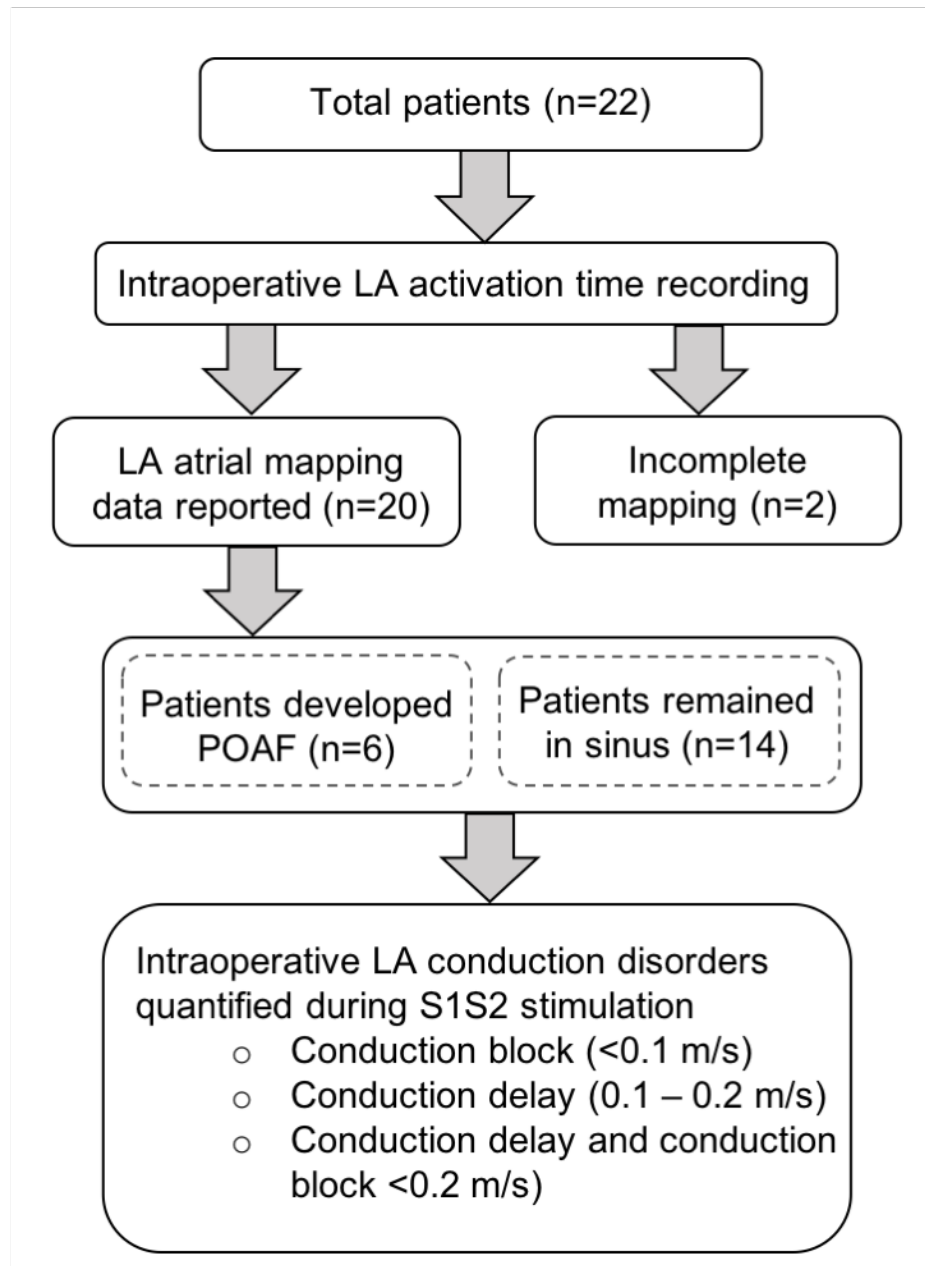 Total patients (n=22)
Intraoperative LA activation time recording
LA atrial mapping
data reported (n=20)
Incomplete
mapping (n=2)
Patients developed
POAF (n=6)
Patients remained
in sinus (n=14)
Intraoperative LA conduction disorders
quantified during S1S2 stimulation
o Conduction block (<0.1 m/s)
o Conduction delay (0.1 – 0.2 m/s)
o Conduction delay and conduction
block <0.2 m/s)